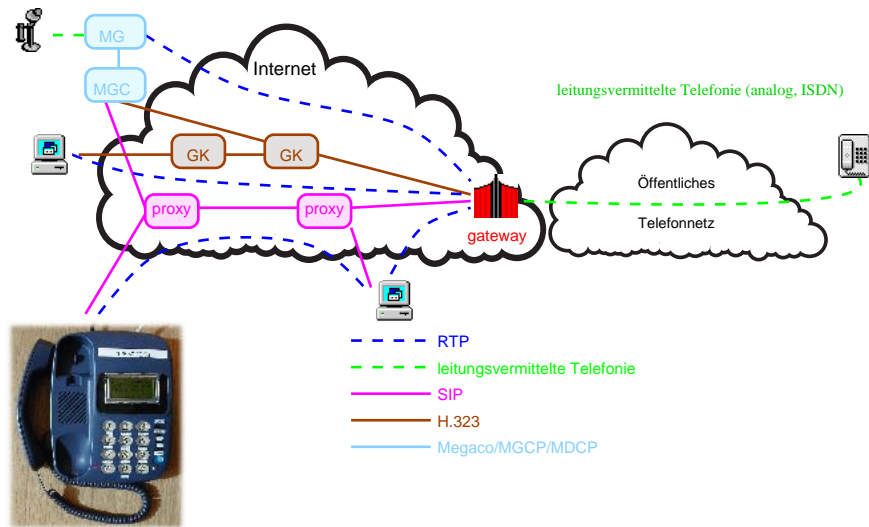 MG
Internet
MGC
leitungsvermittelte Telefonie (analog, ISDN)
GK
GK
Öffentliches
Telefonnetz
proxy
proxy
gateway
RTP
leitungsvermittelte Telefonie
SIP
H.323
Megaco/MGCP/MDCP